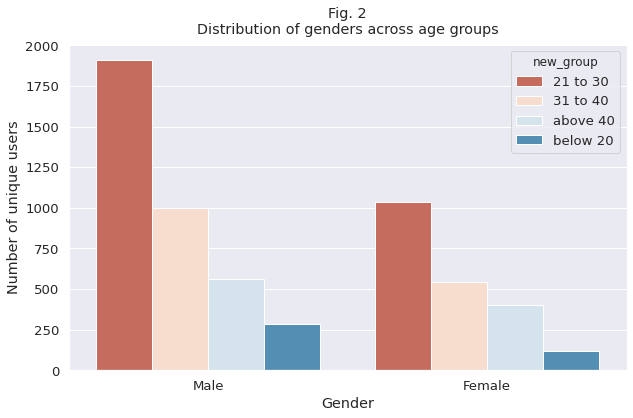 Fig. 2
Distribution of genders across age groups
new_group
21 to 30
31 to 40
above 40
below 20
Number of unique users
2000
1750
1500
1250
1000
750
500
250
0
Male
Female
Gender